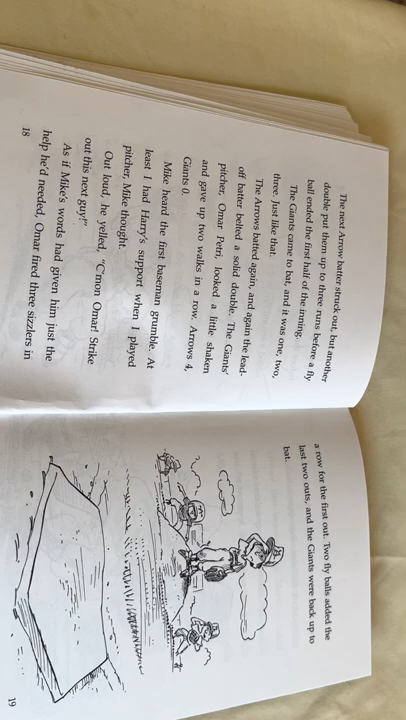 The next Arrow batter struck out, but another
double put them up to three runs before a fly
ball ended the first half of the inning.
The Giants came to bat, and it was one, two,
three. Just like that.
The Arrows batted again, and again the lead-
off batter belted a solid double. The Giants'
pitcher, Omar Petri, looked a little shaken
and gave up two walks in a row. Arrows 4,
Giants 0.
Mike heard the first baseman grumble. At
least I had Harry's support when I played
pitcher, Mike thought.
Out loud, he yelled, "C'mon Omar! Strike
out this next guy!"
As if Mike's words had given him just the
help he'd needed, Omar fired three sizzlers in
18
a row for the first out. Two fly balls added the
last two outs, and the Giants were back up to
bat.
19